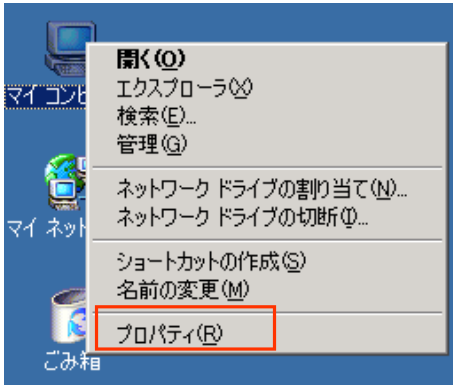 マイ コンピ
開く(O)
エクスプローラ(X)
検索(E)...
管理(G)
ネットワーク ドライブの割り当て(N)...
ネットワーク ドライブの切断(I)...
マイ ネット
ショートカットの作成(S)
名前の変更(M)
プロパティ(R)
ごみ箱